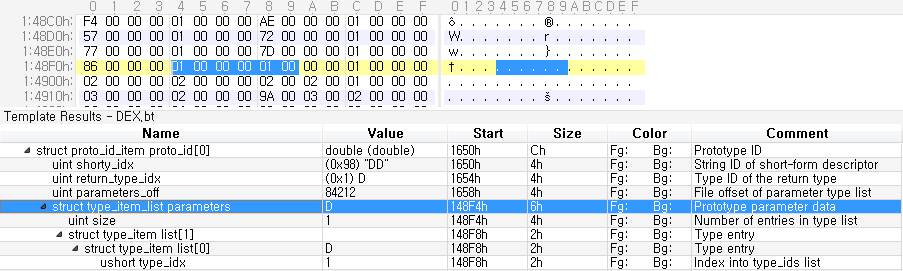 0 1 2 3 4 5 6 7 8 9 A B C D E F 0 1 2 3 4 5 6 7 8 9 A B C D E F
1:48C0h: F4 00 00 00 01 00 00 00 AE 00 00 00 01 00 00 00 ô . . . . . . . ® . . . . . . .
1:48D0h: 57 00 00 00 01 00 00 00 72 00 00 00 01 00 00 00 W . . . . . . . r . . . . . . .
1:48E0h: 77 00 00 00 01 00 00 00 7D 00 00 00 01 00 00 00 w . . . . . . . } . . . . . . .
1:48F0h: 86 00 00 00 01 00 00 00 01 00 00 00 02 00 00 00 † . . . . . . . . . . . . . . .
1:4900h: 02 00 00 00 02 00 00 00 02 00 02 00 01 00 00 00 . . . . . . . . . . . . . . . .
1:4910h: 03 00 00 00 02 00 00 00 9A 00 00 00 02 00 00 00 . . . . . . . . š . . . . . . .
Template Results - DEX.bt
Name Value Start Size Color Comment
struct proto_id_item proto_id[0] double (double) 1650h Ch Fg: Bg: Prototype ID
uint shorty_idx (0x98) "DD" 1650h 4h Fg: Bg: String ID of short-form descriptor
uint return_type_idx (0x1) D 1654h 4h Fg: Bg: Type ID of the return type
uint parameters_off 84212 1658h 4h Fg: Bg: File offset of parameter type list
struct type_item_list parameters D 148F4h 6h Fg: Bg: Prototype parameter data
uint size 1 148F4h 4h Fg: Bg: Number of entries in type list
struct type_item list[1] 148F8h 2h Fg: Bg: Type entry
struct type_item list[0] D 148F8h 2h Fg: Bg: Type entry
ushort type_idx 1 148F8h 2h Fg: Bg: Index into type_ids list